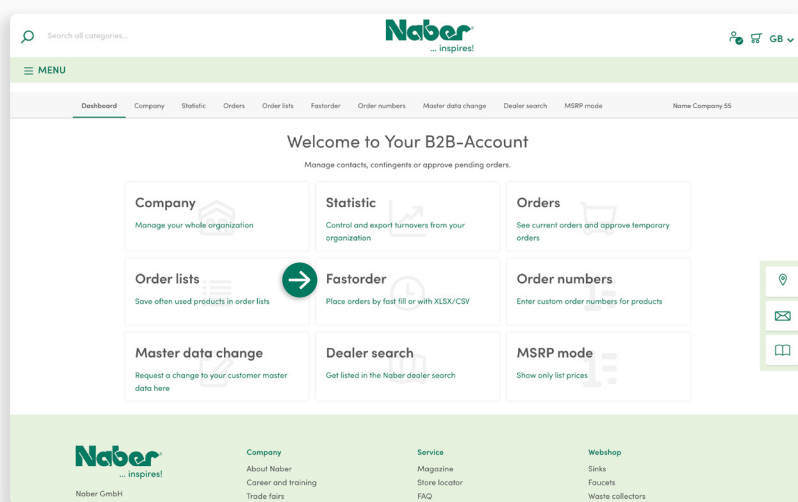 Search all categories...
Naber
... inspires!
GB
MENU
Dashboard Company Statistic Orders Order lists Fastorder Order numbers Master data change Dealer search MSRP mode Name Company 55
Welcome to Your B2B-Account
Manage contacts, contingents or approve pending orders.
Company
Manage your whole organization
Statistic
Control and export turnovers from your
organization
Orders
See current orders and approve temporary
orders
Order lists
Save often used products in order lists
Fastorder
Place orders by fast fill or with XLSX/CSV
Order numbers
Enter custom order numbers for products
Master data change
Request a change to your customer master
data here
Dealer search
Get listed in the Naber dealer search
MSRP mode
Show only list prices
Naber
... inspires!
Naber GmbH
Company
About Naber
Career and training
Trade fairs
Service
Magazine
Store locator
FAQ
Webshop
Sinks
Faucets
Waste collectors